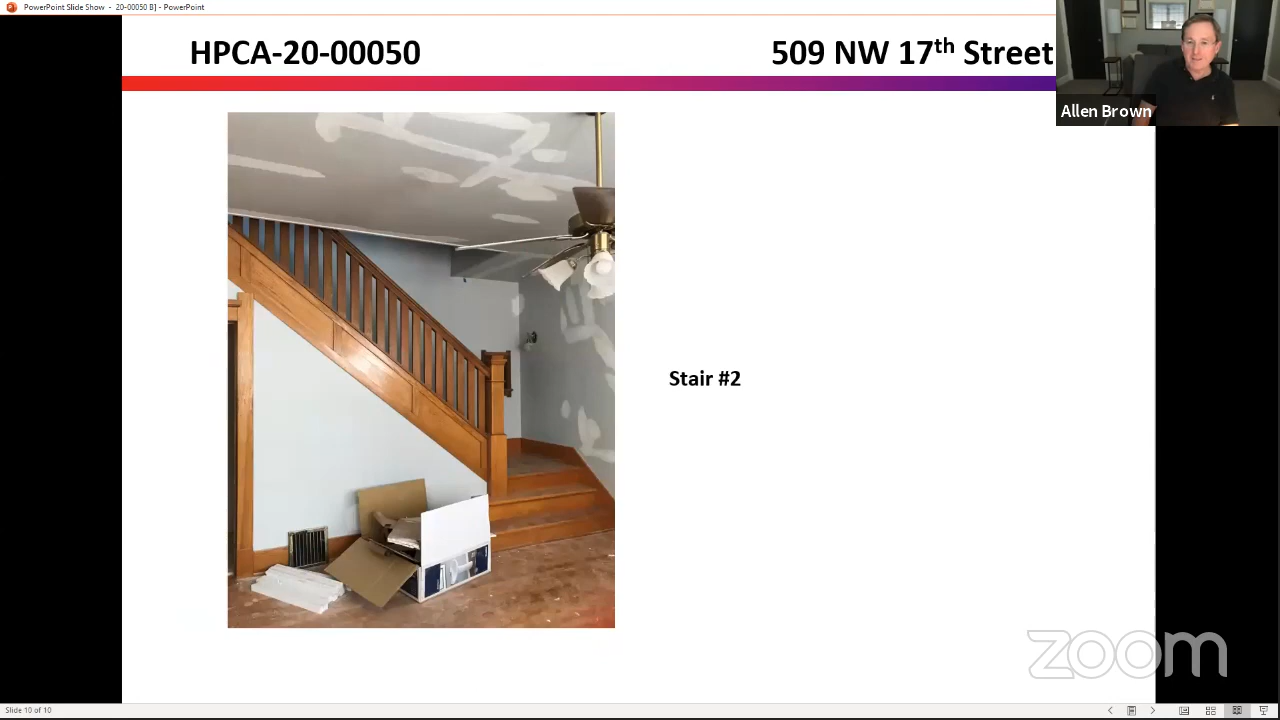 PowerPoint Slide Show - 20-00050 B] - PowerPoint
HPCA-20-00050
509 NW 17th Street
Allen Brown
Stair #2
zoom
Slide 10 of 10